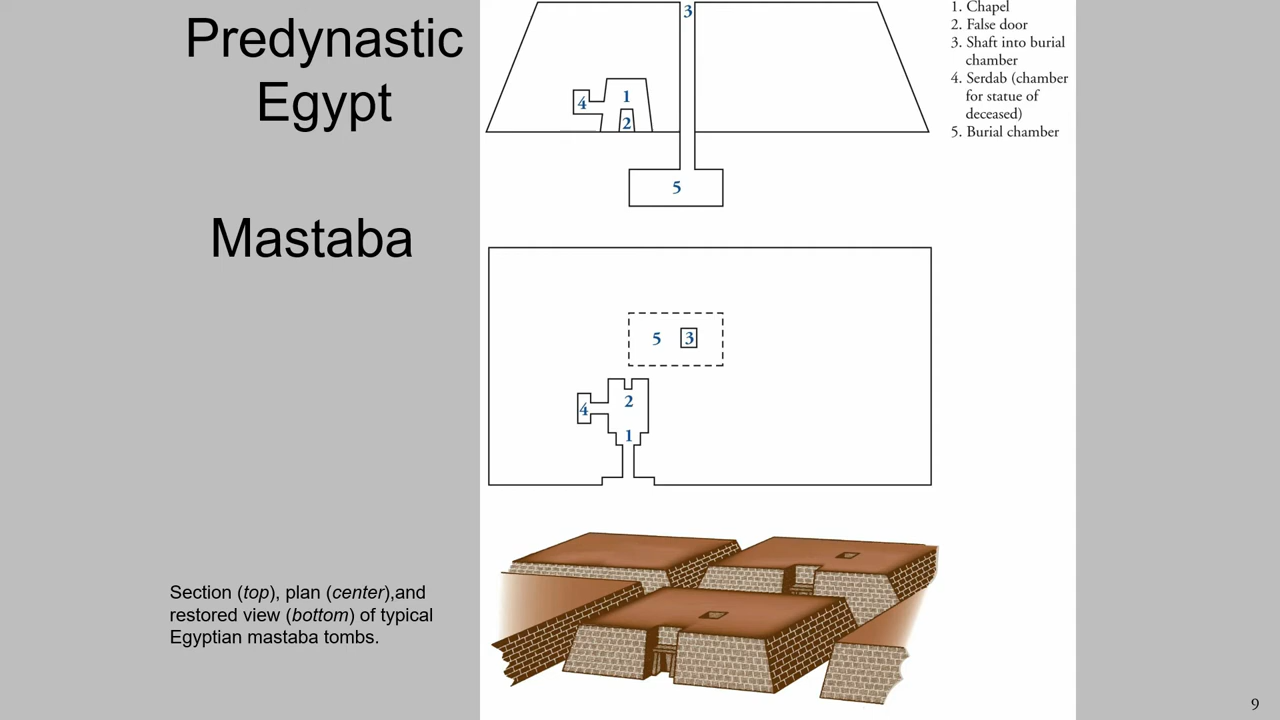 Predynastic
Egypt
Mastaba
Section (top), plan (center),and
restored view (bottom) of typical
Egyptian mastaba tombs.
3
4
1
2
5
1. Chapel
2. False door
3. Shaft into burial
chamber
4. Serdab (chamber
for statue of
deceased)
5. Burial chamber
5
3
4
2
1
9